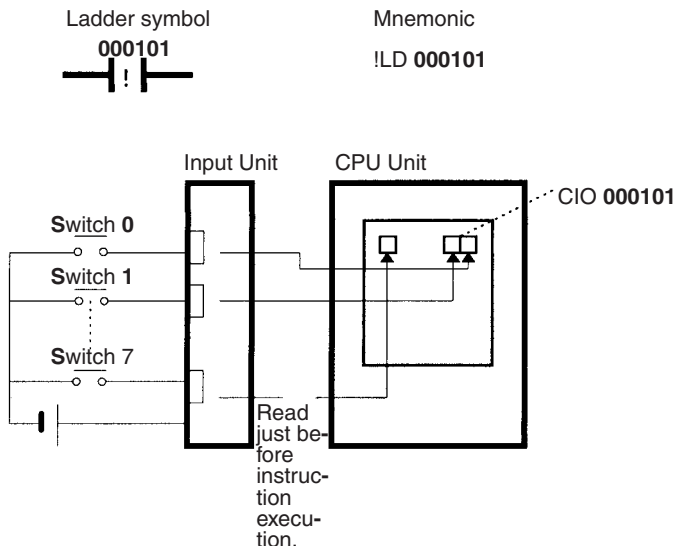 Ladder symbol
Mnemonic
000101
!
!LD 000101
Input Unit
CPU Unit
CIO 000101
Switch 0
Switch 1
Switch 7
Read
just be-
fore
instruc-
tion
execu-
tion.